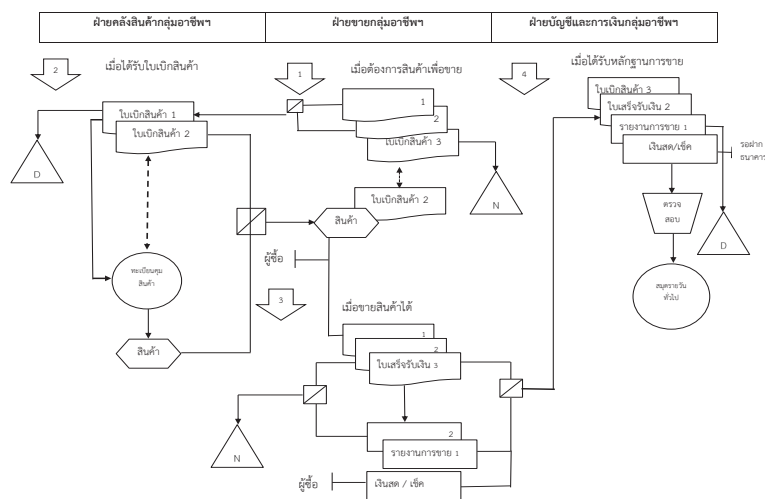 ฝ่ายคลังสินค้ากลุ่มอาชีพฯ
ฝ่ายขายกลุ่มอาชีพฯ
ฝ่ายบัญชีและการเงินกลุ่มอาชีพฯ
2
เมื่อได้รับใบเบิกสินค้า
ใบเบิกสินค้า 1
ใบเบิกสินค้า 2
D
ทะเบียนคุม
สินค้า
สินค้า
1
เมื่อต้องการสินค้าเพื่อขาย
1
2
ใบเบิกสินค้า 3
N
ใบเบิกสินค้า 2
สินค้า
ผู้ซื้อ
3
เมื่อขายสินค้าได้
1
2
ใบเสร็จรับเงิน 3
N
2
รายงานการขาย 1
ผู้ซื้อ
เงินสด / เช็ค
4
เมื่อได้รับหลักฐานการขาย
ใบเบิกสินค้า 3
ใบเสร็จรับเงิน 2
รายงานการขาย 1
เงินสด/เช็ค
รอฝาก
ธนาคาร
ตรวจ
สอบ
D
สมุดรายวัน
ทั่วไป